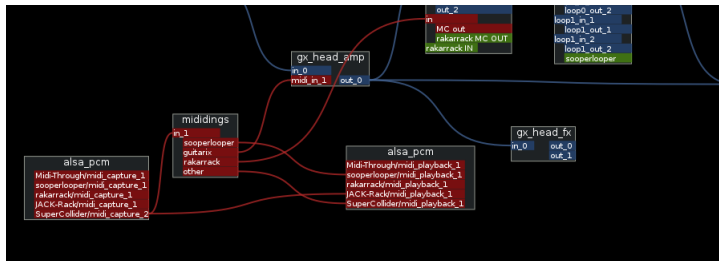 out_2
in
MC out
rakarrack MC OUT
rakarrack IN
loop0_out_2
loop1_in_1
loop1_out_1
loop1_in_2
loop1_out_2
sooperlooper
gx_head_amp
in_0
midi_in_1 out_0
mididings
in_1
sooperlooper
guitarix
rakarrack
other
gx_head_fx
in_0 out_0
out_1
alsa_pcm
Midi-Through/midi_capture_1
sooperlooper/midi_capture_1
rakarrack/midi_capture_1
JACK-Rack/midi_capture_1
SuperCollider/midi_capture_2
alsa_pcm
Midi-Through/midi_playback_1
sooperlooper/midi_playback_1
rakarrack/midi_playback_1
JACK-Rack/midi_playback_1
SuperCollider/midi_playback_1